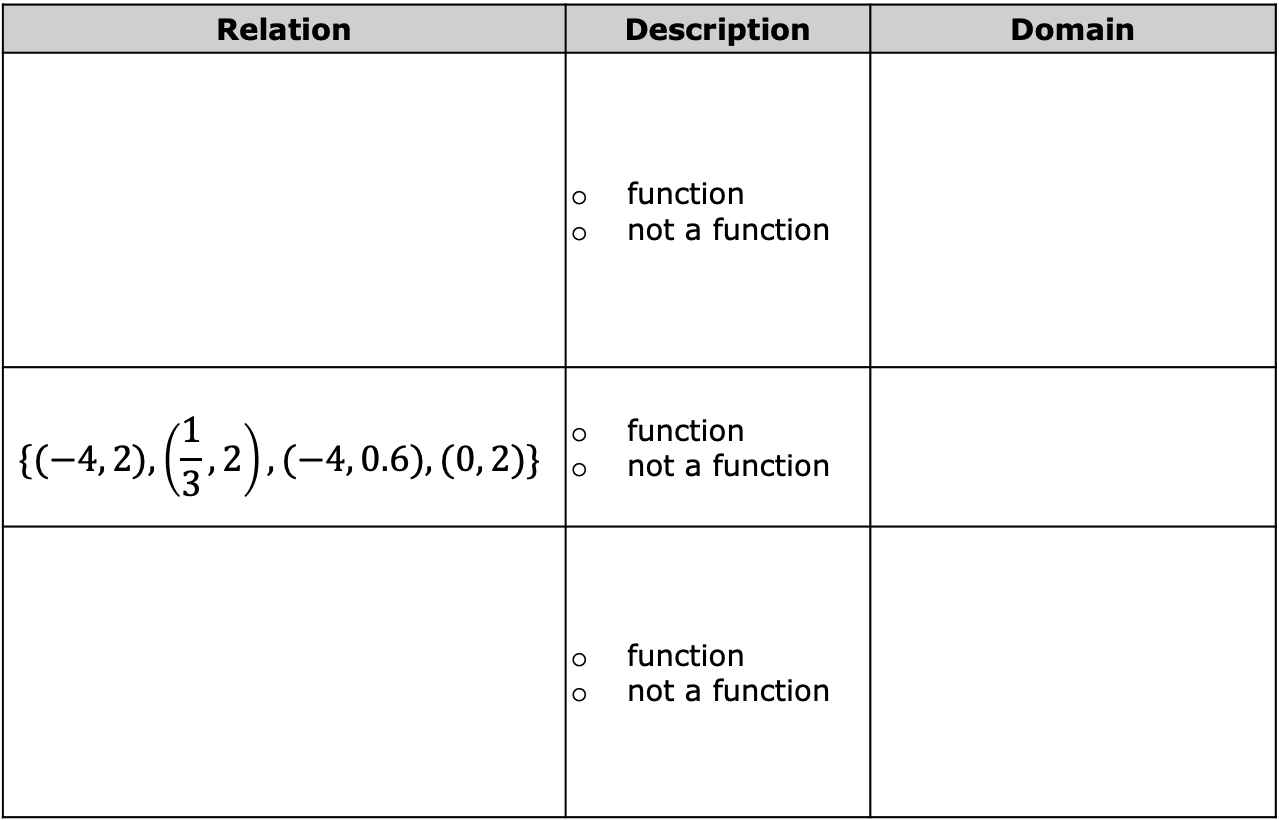 Relation Description Domain
○ function
○ not a function
{(−4, 2), (1/3, 2), (−4, 0.6), (0, 2)}
○ function
○ not a function
○ function
○ not a function